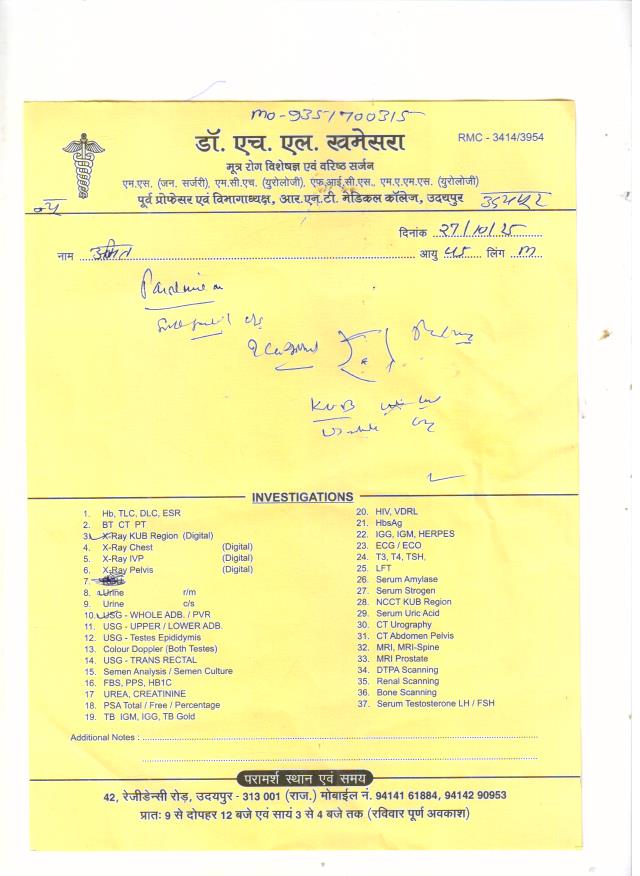 mo-9351700315
डॉ. एच. एल. खमेसरा
RMC - 3414/3954
मूत्र रोग विशेषज्ञ एवं वरिष्ठ सर्जन
एम.एस. (जन. सर्जरी), एम.सी.एच. (युरोलोजी), एफ.आई.सी.एस., एम.ए.एम.एस. (युरोलोजी)
पूर्व प्रोफेसर एवं विभागाध्यक्ष, आर.एन.टी. मेडिकल कॉलेज, उदयपुर उदयपुर
दिनांक 27/10/25
नाम आयु 45 लिंग M
KUB
INVESTIGATIONS
1. Hb, TLC, DLC, ESR
2. BT CT PT
3. X-Ray KUB Region (Digital)
4. X-Ray Chest (Digital)
5. X-Ray IVP (Digital)
6. X-Ray Pelvis (Digital)
7.
8. Urine r/m
9. Urine c/s
10. USG - WHOLE ADB. / PVR
11. USG - UPPER / LOWER ADB.
12. USG - Testes Epididymis
13. Colour Doppler (Both Testes)
14. USG - TRANS RECTAL
15. Semen Analysis / Semen Culture
16. FBS, PPS, HB1C
17 UREA, CREATININE
18. PSA Total / Free / Percentage
19. TB IGM, IGG, TB Gold
20. HIV, VDRL
21. HbsAg
22. IGG, IGM, HERPES
23. ECG / ECO
24. T3, T4, TSH,
25. LFT
26. Serum Amylase
27. Serum Strogen
28. NCCT KUB Region
29. Serum Uric Acid
30. CT Urography
31. CT Abdomen Pelvis
32. MRI, MRI-Spine
33. MRI Prostate
34. DTPA Scanning
35. Renal Scanning
36. Bone Scanning
37. Serum Testosterone LH / FSH
Additional Notes :
परामर्श स्थान एवं समय
42, रेजीडेन्सी रोड़, उदयपुर - 313 001 (राज.) मोबाईल नं. 94141 61884, 94142 90953
प्रातः 9 से दोपहर 12 बजे एवं सायं 3 से 4 बजे तक (रविवार पूर्ण अवकाश)